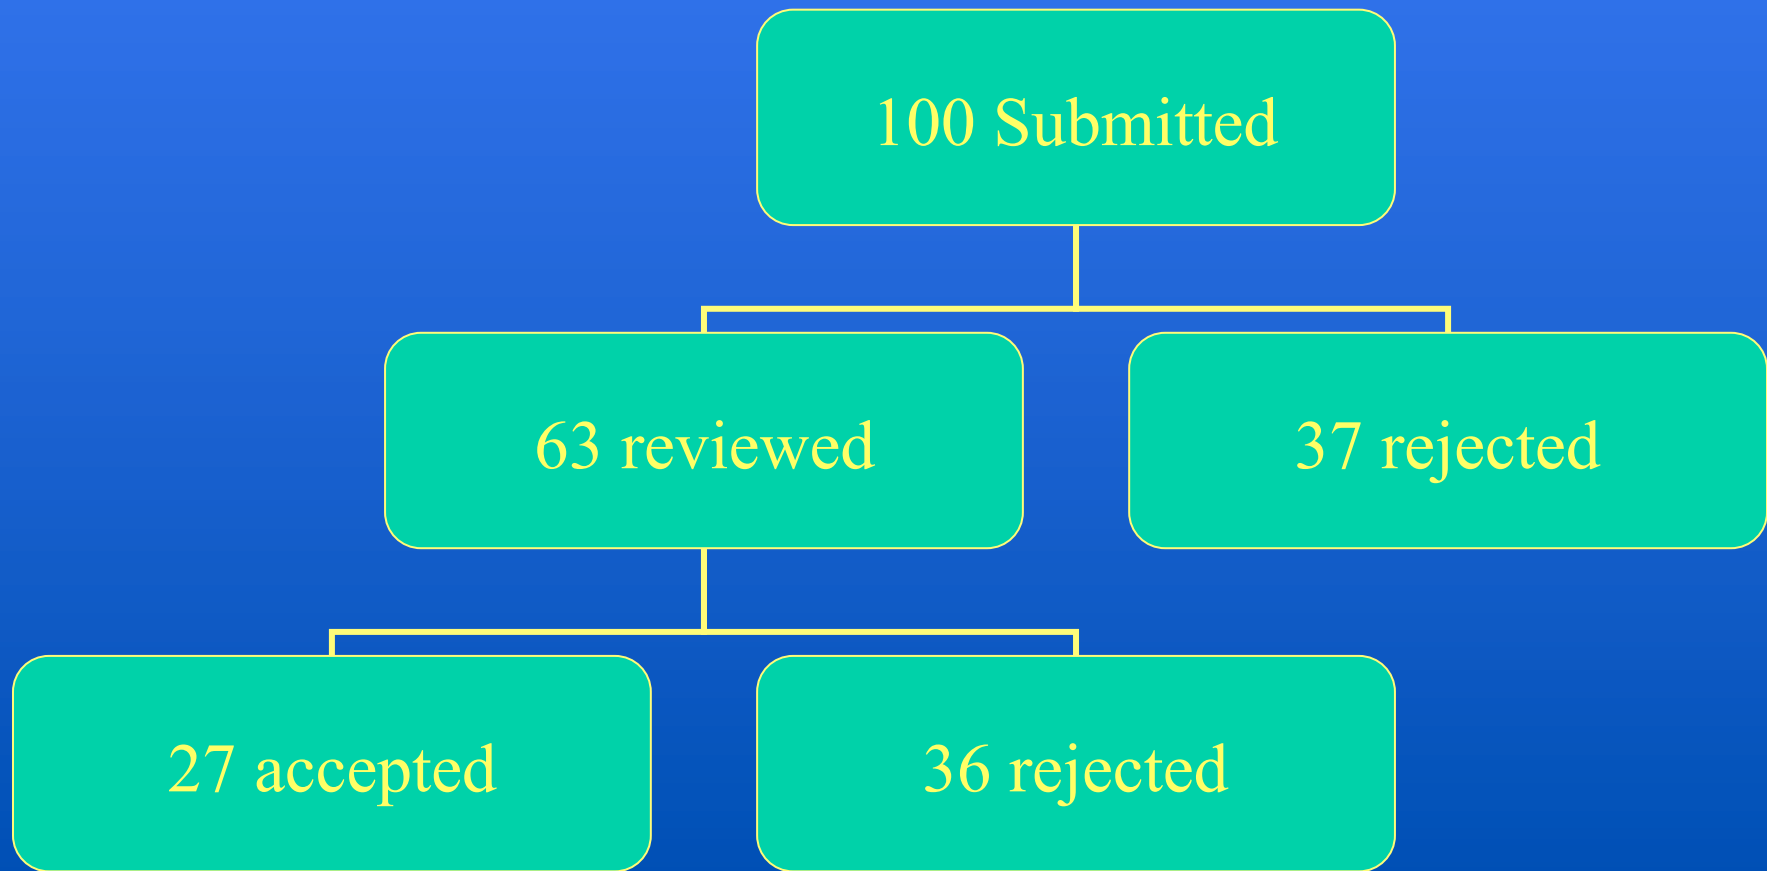 100 Submitted
63 reviewed
37 rejected
27 accepted
36 rejected